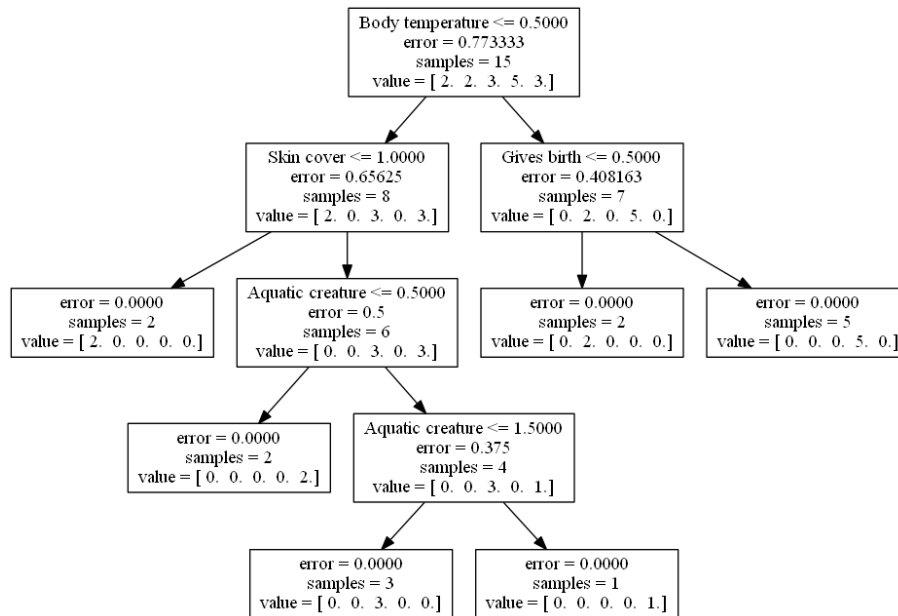 Body temperature <= 0.5000
error = 0.773333
samples = 15
value = [ 2. 2. 3. 5. 3.]
Skin cover <= 1.0000
error = 0.65625
samples = 8
value = [ 2. 0. 3. 0. 3.]
Gives birth <= 0.5000
error = 0.408163
samples = 7
value = [ 0. 2. 0. 5. 0.]
error = 0.0000
samples = 2
value = [ 2. 0. 0. 0. 0.]
Aquatic creature <= 0.5000
error = 0.5
samples = 6
value = [ 0. 0. 3. 0. 3.]
error = 0.0000
samples = 2
value = [ 0. 2. 0. 0. 0.]
error = 0.0000
samples = 5
value = [ 0. 0. 0. 5. 0.]
error = 0.0000
samples = 2
value = [ 0. 0. 0. 0. 2.]
Aquatic creature <= 1.5000
error = 0.375
samples = 4
value = [ 0. 0. 3. 0. 1.]
error = 0.0000
samples = 3
value = [ 0. 0. 3. 0. 0.]
error = 0.0000
samples = 1
value = [ 0. 0. 0. 0. 1.]